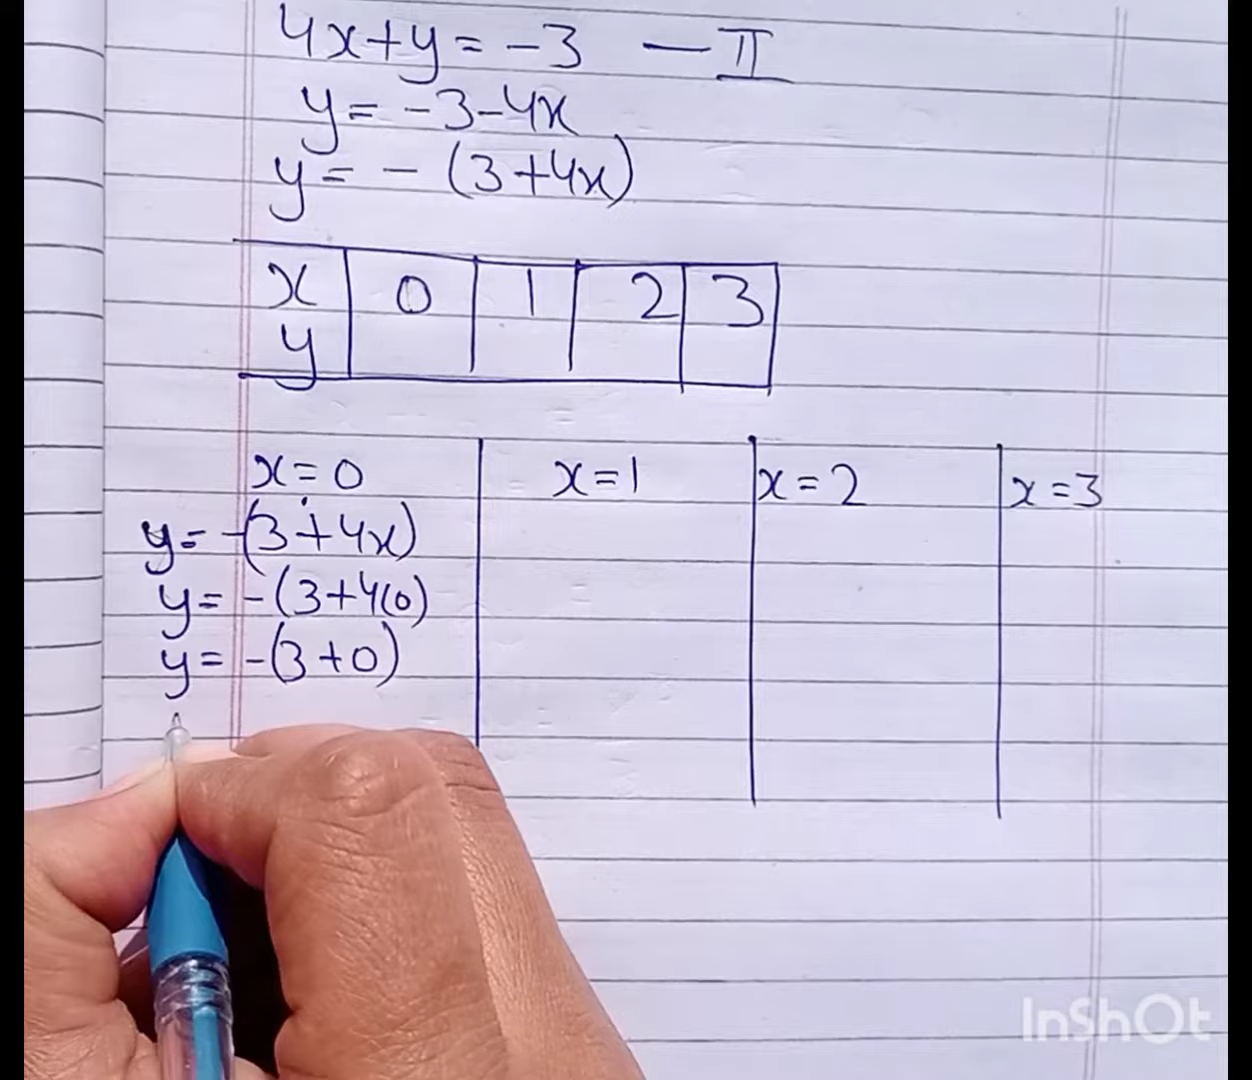 4x+y=-3 —II
y=-3-4x
y=-(3+4x)
x 0 1 2 3
y
x=0 x=1 x=2 x=3
y=-(3+4x)
y=-(3+4(0)
y=-(3+0)
InShOt